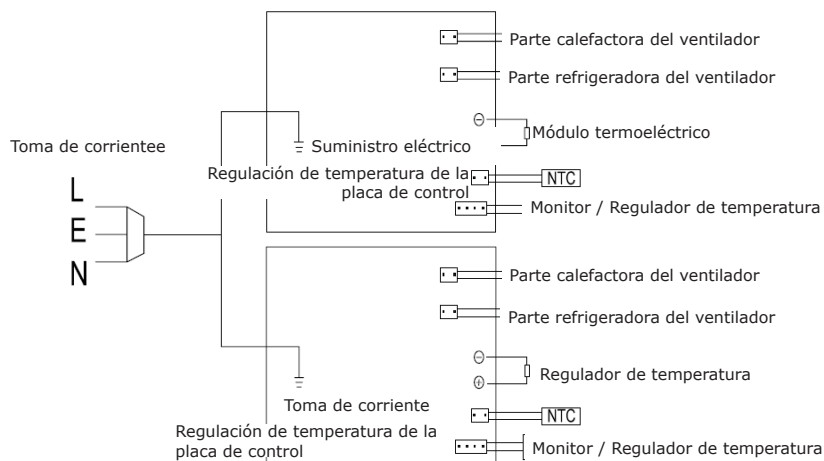 Parte calefactora del ventilador
Parte refrigeradora del ventilador
⊖
Módulo termoeléctrico
Suministro eléctrico
Toma de corrientee
Regulación de temperatura de la
placa de control
NTC
Monitor / Regulador de temperatura
L
E
N
Parte calefactora del ventilador
Parte refrigeradora del ventilador
⊖
Regulador de temperatura
⊕
Toma de corriente
NTC
Regulación de temperatura de la
placa de control
Monitor / Regulador de temperatura